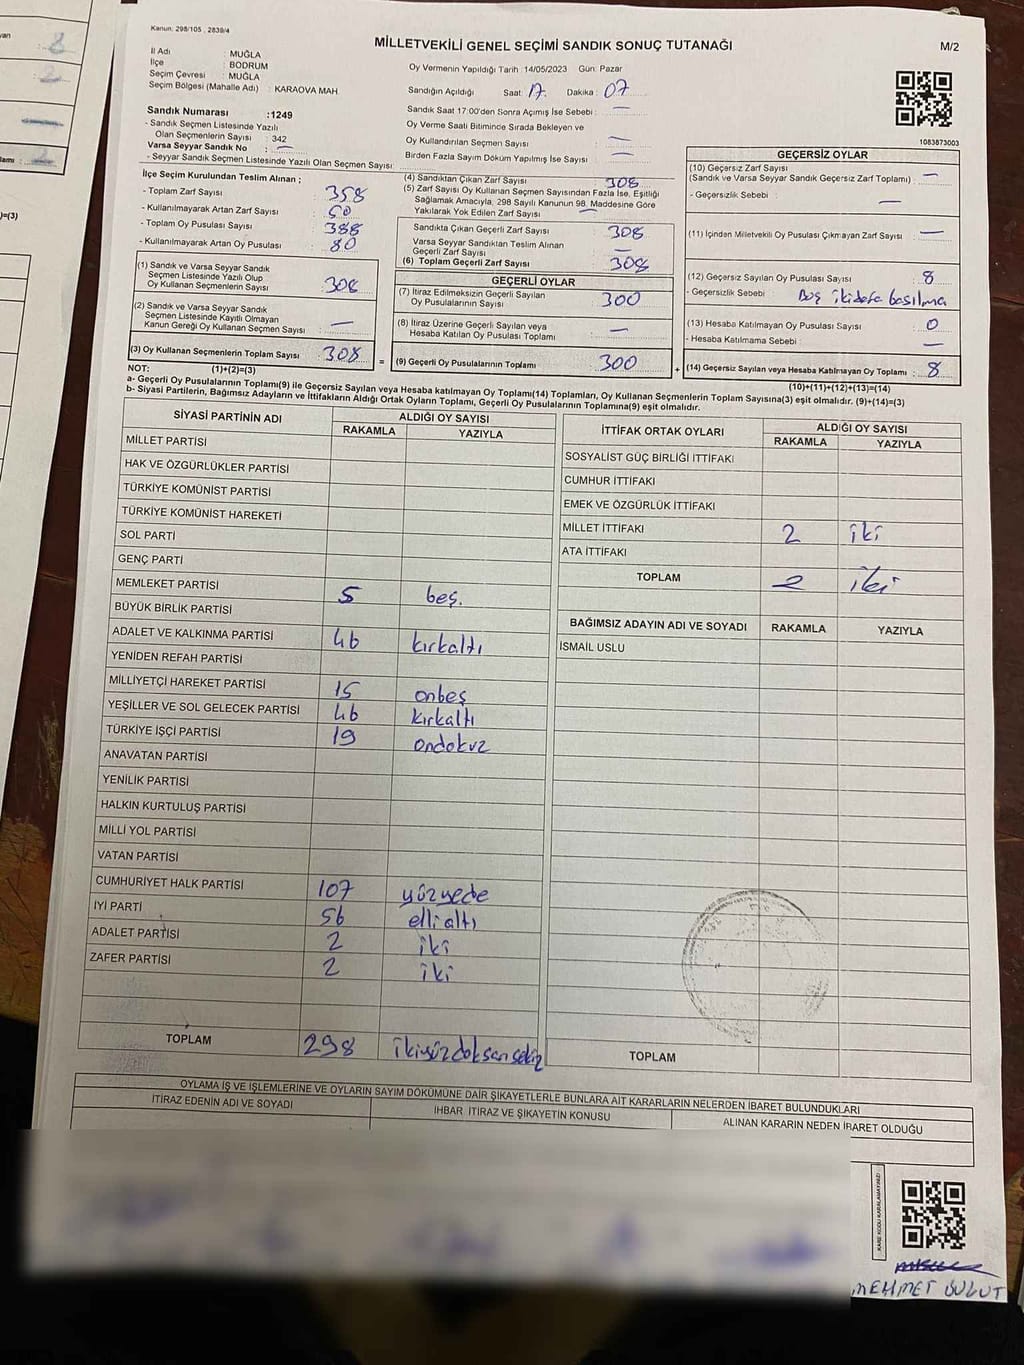 Kanun: 298/105 , 2839/4
MİLLETVEKİLİ GENEL SEÇİMİ SANDIK SONUÇ TUTANAĞI
M/2
İl Adı : MUĞLA
İlçe : BODRUM
Seçim Çevresi : MUĞLA
Seçim Bölgesi (Mahalle Adı) : KARAOVA MAH
Sandık Numarası :1249
- Sandık Seçmen Listesinde Yazılı
Olan Seçmenlerin Sayısı : 342
Varsa Seyyar Sandık No : —
- Seyyar Sandık Seçmen Listesinde Yazılı Olan Seçmen Sayısı:
Oy Vermenin Yapıldığı Tarih :14/05/2023 Gün: Pazar
Sandığın Açıldığı Saat: 17. Dakika: 07
Sandık Saat 17:00'den Sonra Açılmış İse Sebebi : —
Oy Verme Saati Bitiminde Sırada Bekleyen ve
Oy Kullandırılan Seçmen Sayısı —
Birden Fazla Sayım Döküm Yapılmış İse Sayısı —
1083873003
İlçe Seçim Kurulundan Teslim Alınan ;
- Toplam Zarf Sayısı : 358
- Kullanılmayarak Artan Zarf Sayısı : 50
- Toplam Oy Pusulası Sayısı : 388
- Kullanılmayarak Artan Oy Pusulası : 80
(1) Sandık ve Varsa Seyyar Sandık
Seçmen Listesinde Yazılı Olup
Oy Kullanan Seçmenlerin Sayısı : 308
(2) Sandık ve Varsa Seyyar Sandık
Seçmen Listesinde Kayıtlı Olmayan
Kanun Gereği Oy Kullanan Seçmen Sayısı : —
(3) Oy Kullanan Seçmenlerin Toplam Sayısı : 308
(4) Sandıktan Çıkan Zarf Sayısı 308
(5) Zarf Sayısı Oy Kullanan Seçmen Sayısından Fazla İse, Eşitliği
Sağlamak Amacıyla, 298 Sayılı Kanunun 98. Maddesine Göre
Yakılarak Yok Edilen Zarf Sayısı —
Sandıkta Çıkan Geçerli Zarf Sayısı 308
Varsa Seyyar Sandıktan Teslim Alınan
Geçerli Zarf Sayısı —
(6) Toplam Geçerli Zarf Sayısı 308
GEÇERLİ OYLAR
(7) İtiraz Edilmeksizin Geçerli Sayılan
Oy Pusulalarının Sayısı 300
(8) İtiraz Üzerine Geçerli Sayılan veya
Hesaba Katılan Oy Pusulası Toplamı —
= (9) Geçerli Oy Pusulalarının Toplamı 300 +
GEÇERSİZ OYLAR
(10) Geçersiz Zarf Sayısı
(Sandık ve Varsa Seyyar Sandık Geçersiz Zarf Toplamı) : —
- Geçersizlik Sebebi : —
(11) İçinden Milletvekili Oy Pusulası Çıkmayan Zarf Sayısı : —
(12) Geçersiz Sayılan Oy Pusulası Sayısı : 8
- Geçersizlik Sebebi : Boş ikidefa basılma
(13) Hesaba Katılmayan Oy Pusulası Sayısı : 0
- Hesaba Katılmama Sebebi : —
(14) Geçersiz Sayılan veya Hesaba Katılmayan Oy Toplamı : 8
NOT: (1)+(2)=(3)
(10)+(11)+(12)+(13)=(14)
a- Geçerli Oy Pusulalarının Toplamı(9) ile Geçersiz Sayılan veya Hesaba katılmayan Oy Toplamı(14) Toplamları, Oy Kullanan Seçmenlerin Toplam Sayısına(3) eşit olmalıdır. (9)+(14)=(3)
b- Siyasi Partilerin, Bağımsız Adayların ve İttifakların Aldığı Ortak Oyların Toplamı, Geçerli Oy Pusulalarının Toplamına(9) eşit olmalıdır.
SİYASİ PARTİNİN ADI ALDIĞI OY SAYISI
RAKAMLA YAZIYLA
MİLLET PARTİSİ
HAK VE ÖZGÜRLÜKLER PARTİSİ
TÜRKİYE KOMÜNİST PARTİSİ
TÜRKİYE KOMÜNİST HAREKETİ
SOL PARTİ
GENÇ PARTİ
MEMLEKET PARTİSİ 5 beş.
BÜYÜK BİRLİK PARTİSİ
ADALET VE KALKINMA PARTİSİ 46 kırkaltı
YENİDEN REFAH PARTİSİ
MİLLİYETÇİ HAREKET PARTİSİ 15 onbeş
YEŞİLLER VE SOL GELECEK PARTİSİ 46 kırkaltı
TÜRKİYE İŞÇİ PARTİSİ 19 ondokuz
ANAVATAN PARTİSİ
YENİLİK PARTİSİ
HALKIN KURTULUŞ PARTİSİ
MİLLİ YOL PARTİSİ
VATAN PARTİSİ
CUMHURİYET HALK PARTİSİ 107 yüzyede
İYİ PARTİ 56 elli altı
ADALET PARTİSİ 2 iki
ZAFER PARTİSİ 2 iki
TOPLAM 298 ikiyüzdoksansekiz
İTTİFAK ORTAK OYLARI ALDIĞI OY SAYISI
RAKAMLA YAZIYLA
SOSYALİST GÜÇ BİRLİĞİ İTTİFAKI
CUMHUR İTTİFAKI
EMEK VE ÖZGÜRLÜK İTTİFAKI
MİLLET İTTİFAKI 2 iki
ATA İTTİFAKI
TOPLAM 2 iki
BAĞIMSIZ ADAYIN ADI VE SOYADI RAKAMLA YAZIYLA
İSMAİL USLU
TOPLAM
OYLAMA İŞ VE İŞLEMLERİNE VE OYLARIN SAYIM DÖKÜMÜNE DAİR ŞİKAYETLERLE BUNLARA AİT KARARLARIN NELERDEN İBARET BULUNDUKLARI
İTİRAZ EDENİN ADI VE SOYADI İHBAR İTİRAZ VE ŞİKAYETİN KONUSU ALINAN KARARIN NEDEN İBARET OLDUĞU
KARE KODU KARALAMAYINIZ!
MEHMET BULUT